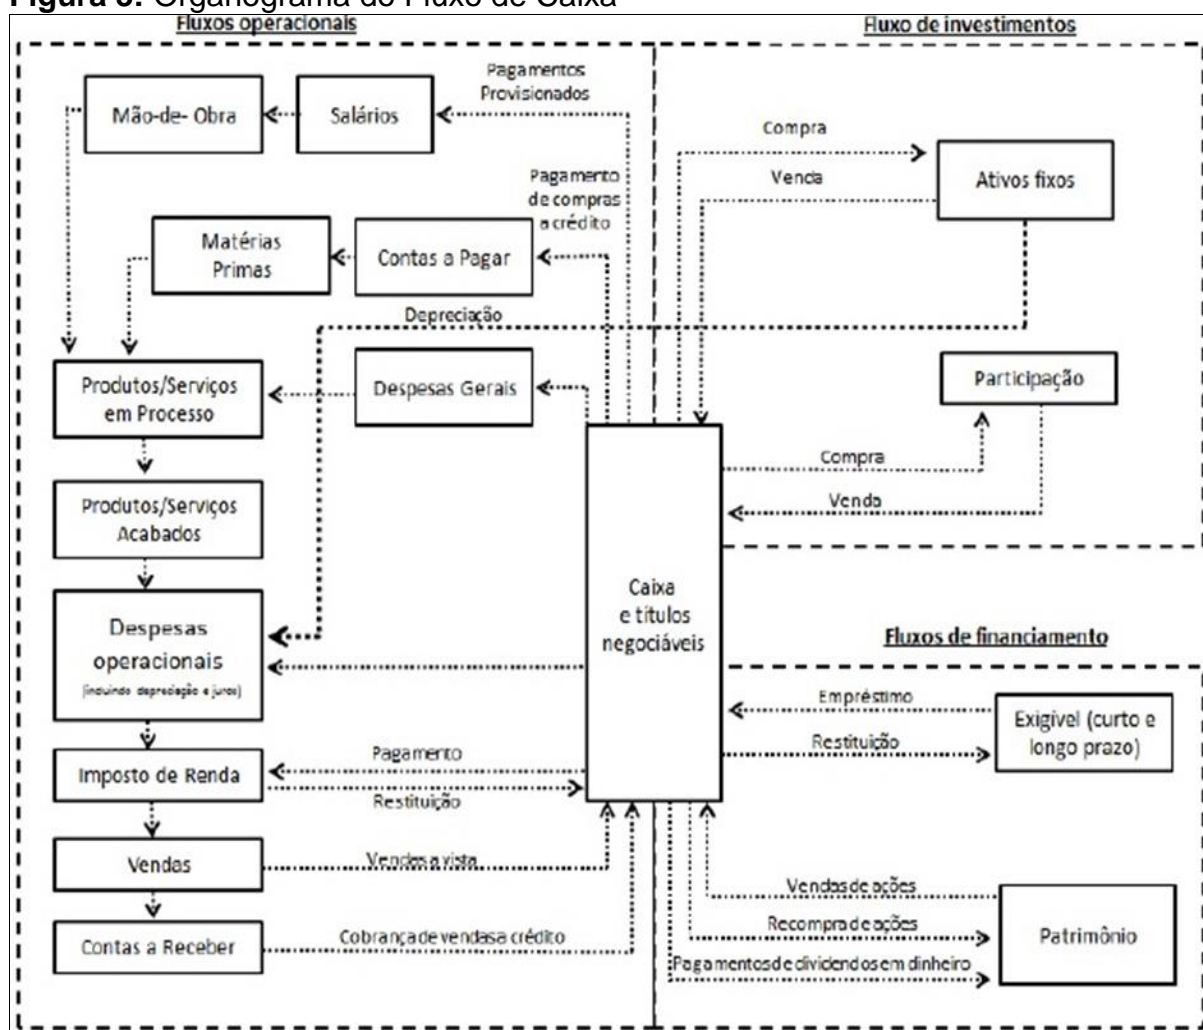 Figura 3: Organograma do Fluxo de Caixa
Fluxos operacionais
Fluxo de investimentos
Pagamentos
Provisionados
Mão-de- Obra
Salários
Compra
Venda
Ativos fixos
Pagamento
de compras
a crédito
Matérias
Primas
Contas a Pagar
Depreciação
Produtos/Serviços
em Processo
Despesas Gerais
Participação
Compra
Venda
Produtos/Serviços
Acabados
Caixa
e títulos
negociáveis
Despesas
operacionais
(incluindo depreciação e juros)
Fluxos de financiamento
Empréstimo
Restituição
Exigível (curto e
longo prazo)
Imposto de Renda
Pagamento
Restituição
Vendas
Vendas a vista
Vendas de ações
Recompra de ações
Pagamentos de dividendos em dinheiro
Patrimônio
Contas a Receber
Cobrança de vendas a crédito